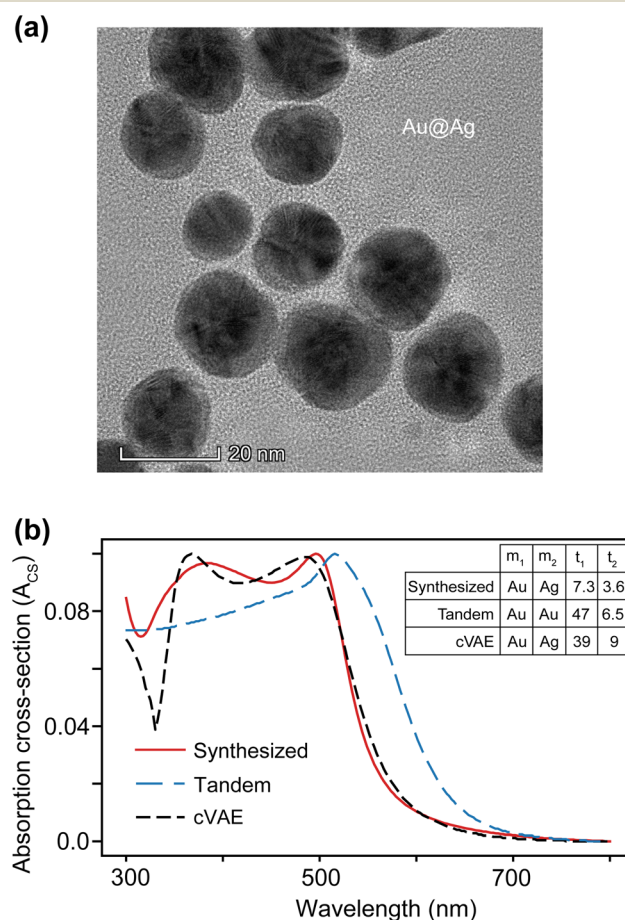 (a)
Au@Ag
20 nm
(b)
Absorption cross-section (A_CS)
0.08
0.04
0.0
300
500
700
Wavelength (nm)
Synthesized
Tandem
cVAE
m₁ m₂ t₁ t₂
Synthesized Au Ag 7.3 3.6
Tandem Au Au 47 6.5
cVAE Au Ag 39 9